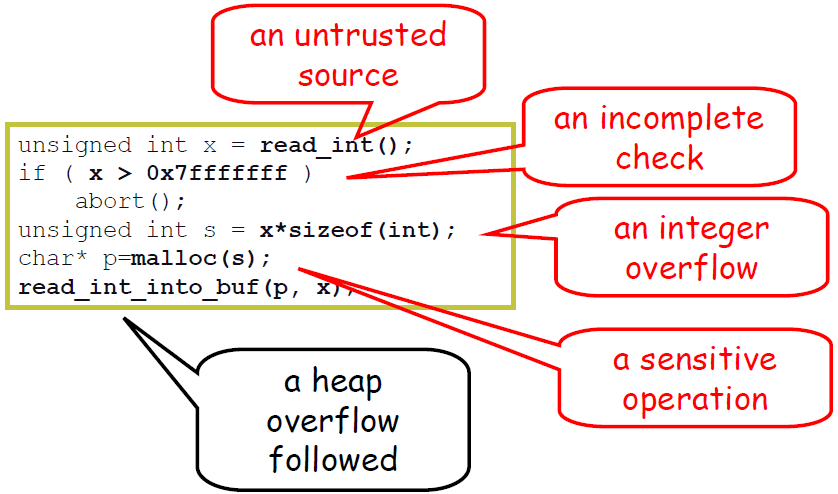 an untrusted
source
unsigned int x = read_int();
if ( x > 0x7fffffff )
abort();
unsigned int s = x*sizeof(int);
char* p=malloc(s);
read_int_into_buf(p, x);
an incomplete
check
an integer
overflow
a sensitive
operation
a heap
overflow
followed